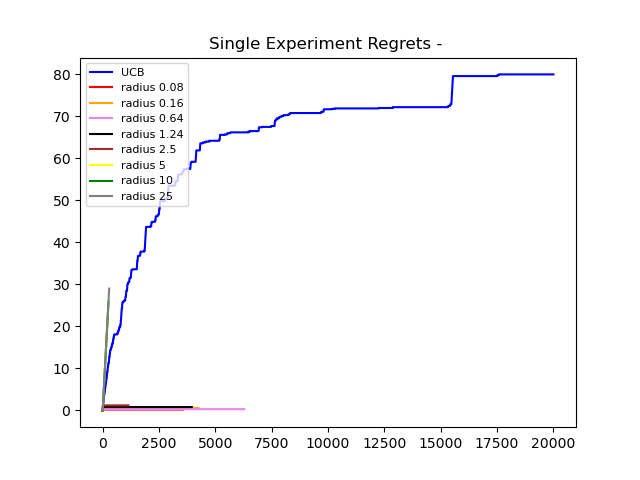 Single Experiment Regrets -
UCB
radius 0.08
radius 0.16
radius 0.64
radius 1.24
radius 2.5
radius 5
radius 10
radius 25
80
70
60
50
40
30
20
10
0
0 2500 5000 7500 10000 12500 15000 17500 20000